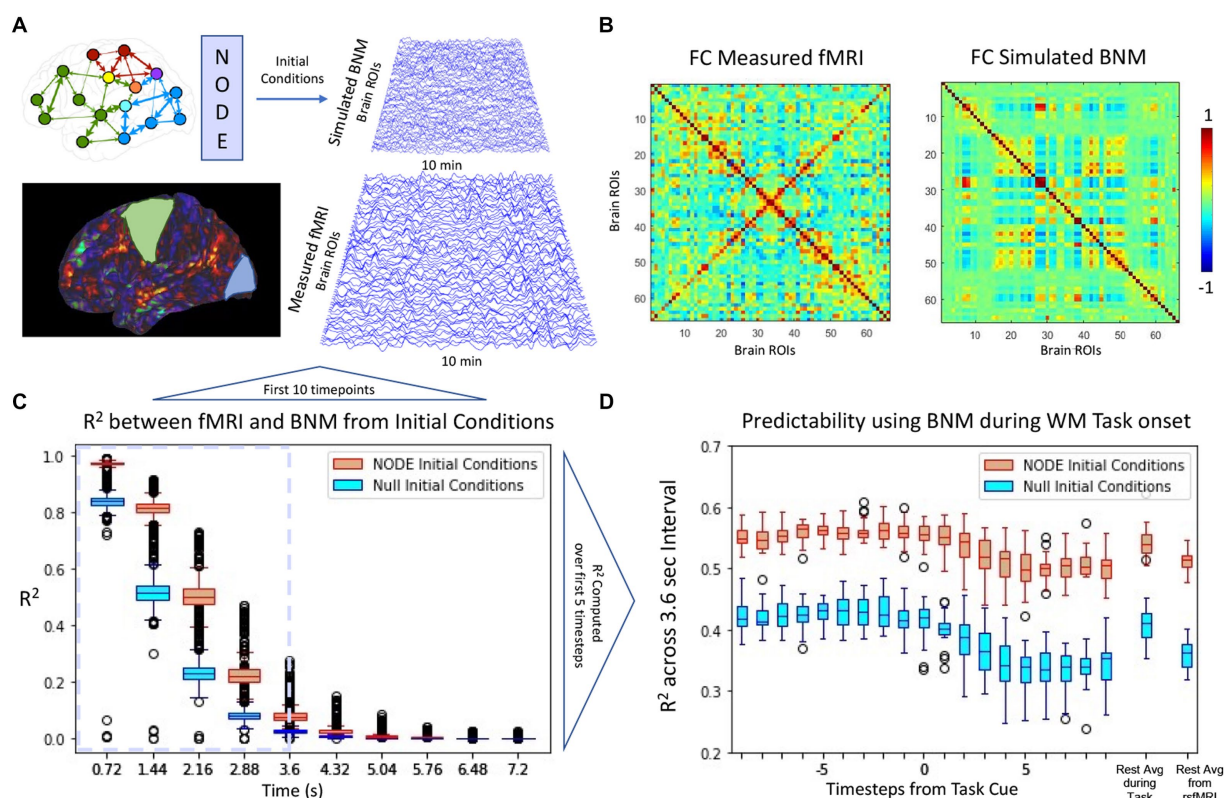 A
N
O
D
E
Initial
Conditions
Simulated BNM
Brain ROIs
10 min
Measured fMRI
Brain ROIs
10 min
First 10 timepoints
B
FC Measured fMRI
Brain ROIs
10
20
30
40
50
60
10 20 30 40 50 60
Brain ROIs
FC Simulated BNM
10
20
30
40
50
60
10 20 30 40 50 60
Brain ROIs
1
-1
C
R² between fMRI and BNM from Initial Conditions
NODE Initial Conditions
Null Initial Conditions
R²
1.0
0.8
0.6
0.4
0.2
0.0
0.72 1.44 2.16 2.88 3.6 4.32 5.04 5.76 6.48 7.2
Time (s)
R² Computed
over first 5 timesteps
D
Predictability using BNM during WM Task onset
NODE Initial Conditions
Null Initial Conditions
R² across 3.6 sec Interval
0.7
0.6
0.5
0.4
0.3
0.2
-5 0 5
Timesteps from Task Cue
Rest Avg
during
Task
Rest Avg
from
rsfMRI